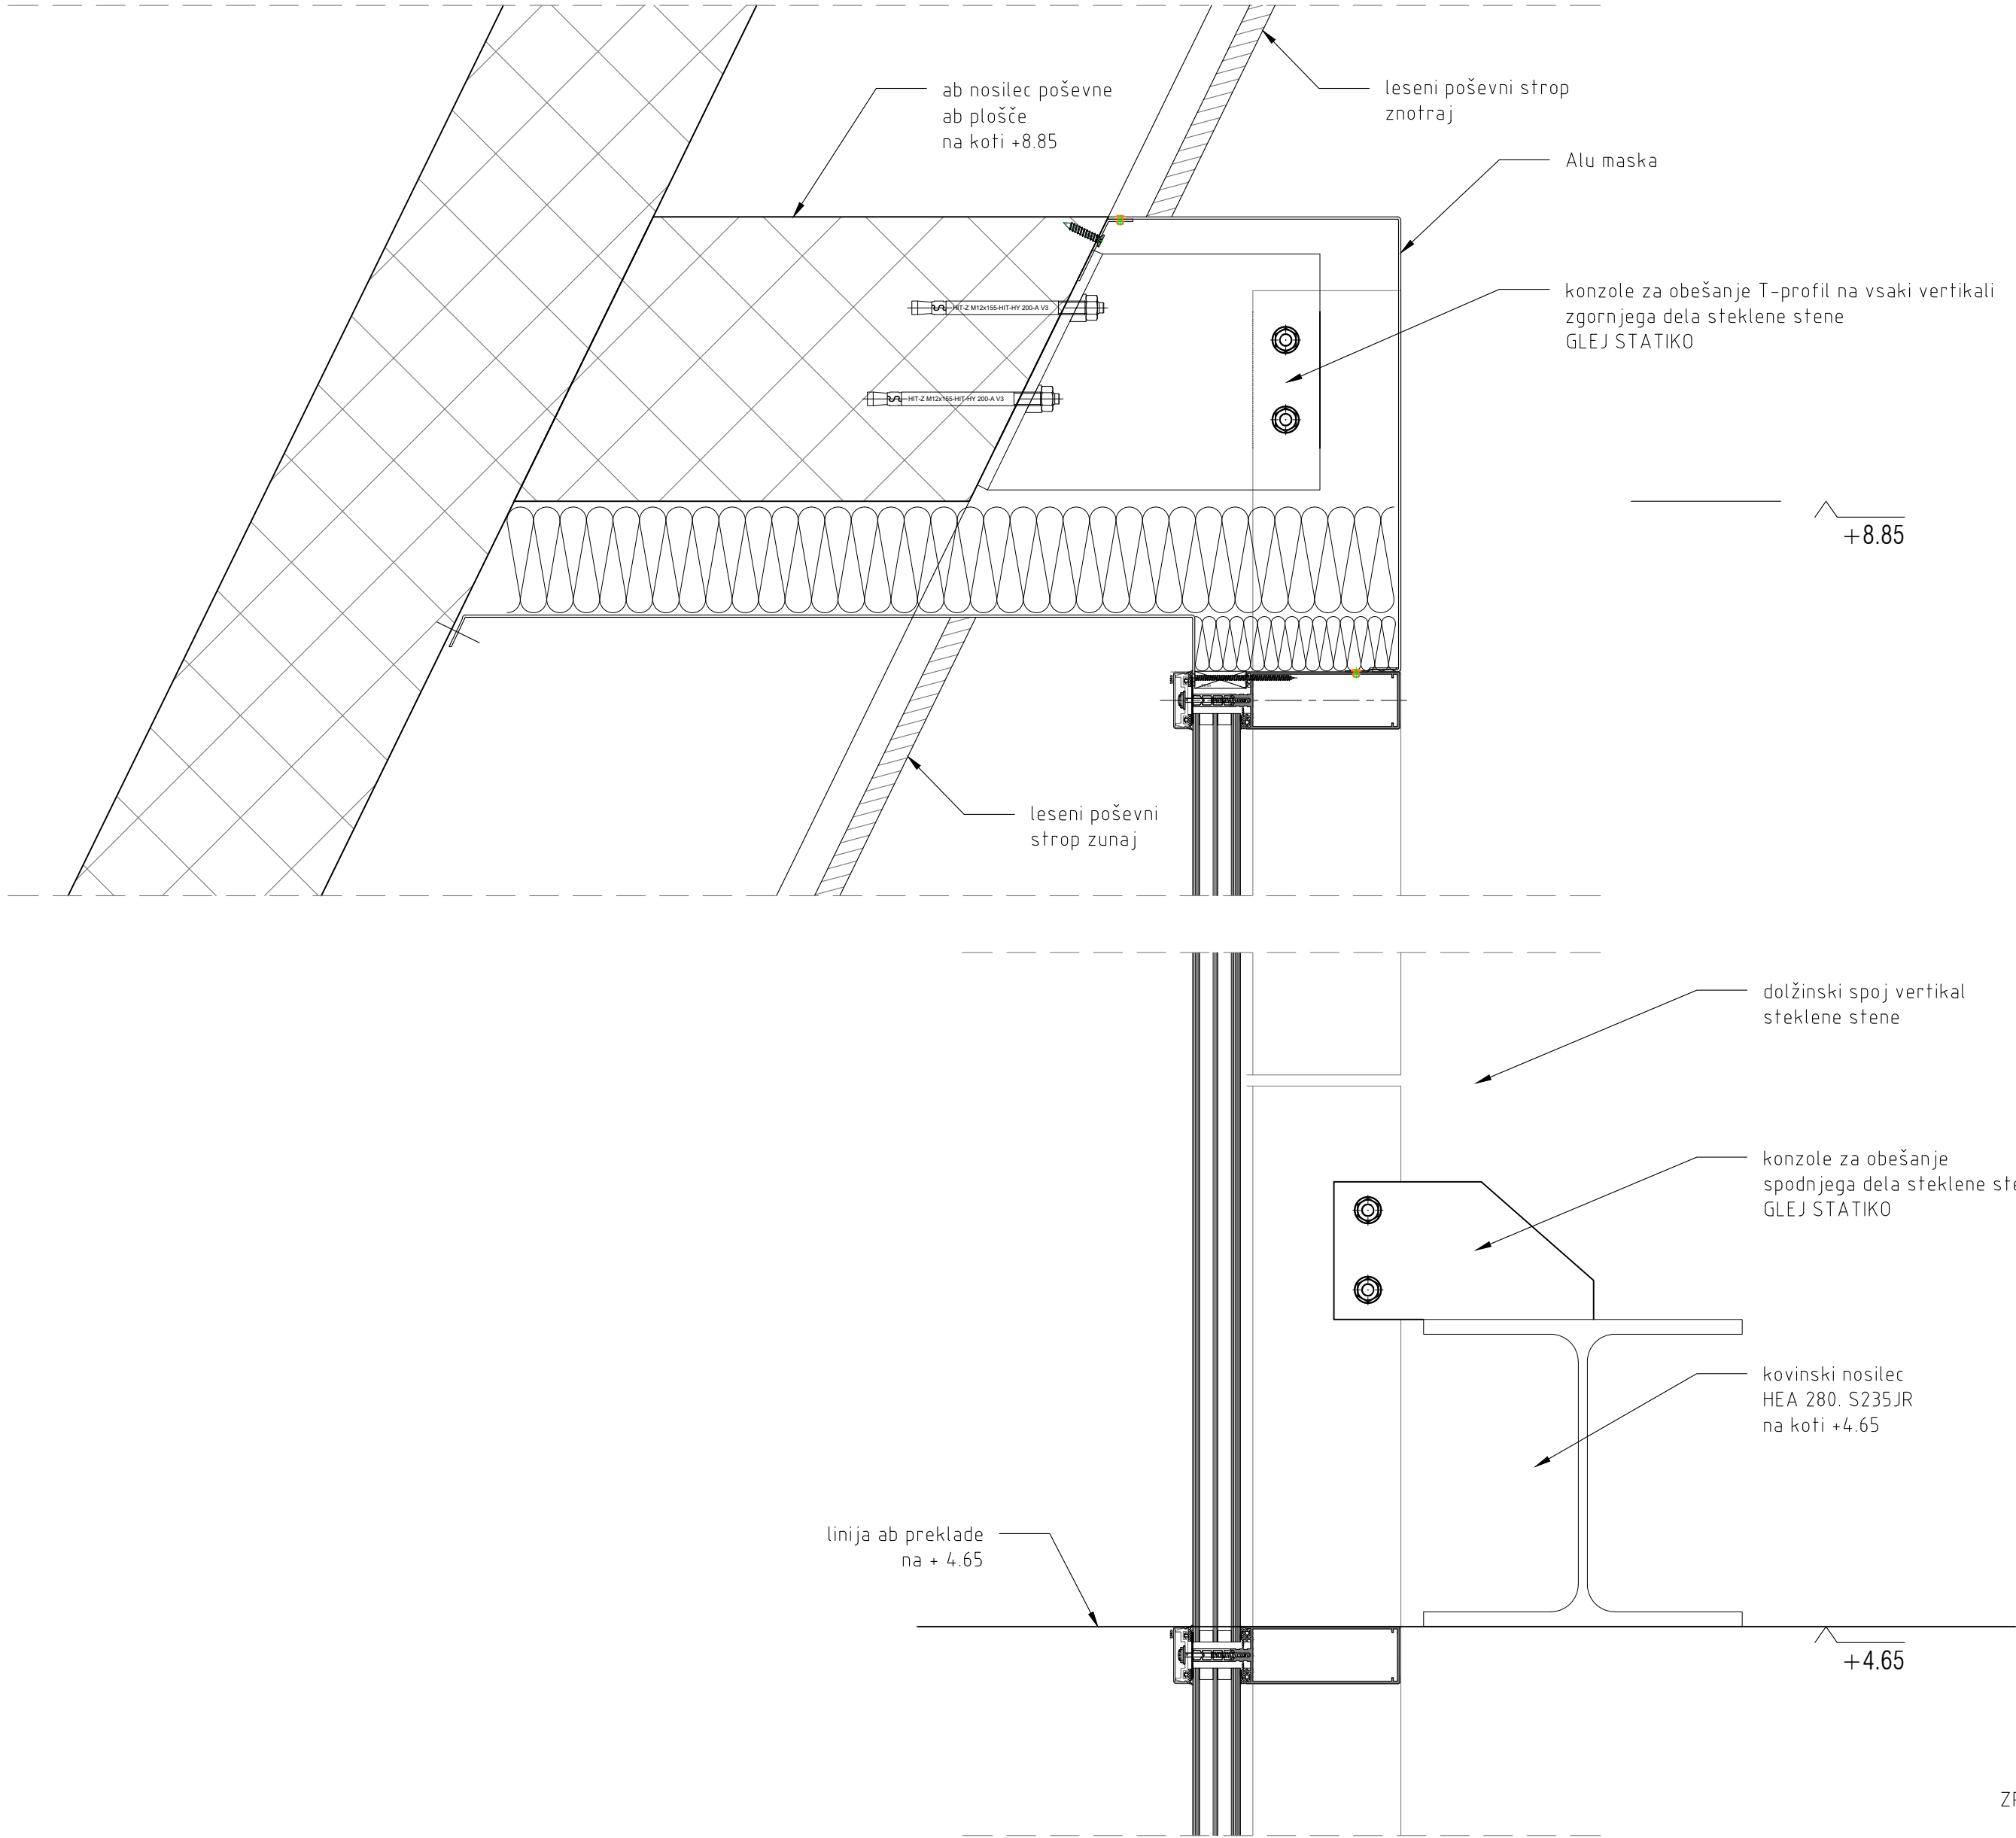 ab nosilec poševne
ab plošče
na koti +8.85
leseni poševni strop
znotraj
Alu maska
konzole za obešanje T-profil na vsaki vertikali
zgornjega dela steklene stene
GLEJ STATIKO
HIT-Z M12x155-HIT-HY 200-A V3
HIT-Z M12x155-HIT-HY 200-A V3
+8.85
leseni poševni
strop zunaj
dolžinski spoj vertikal
steklene stene
konzole za obešanje
spodnjega dela steklene ste
GLEJ STATIKO
kovinski nosilec
HEA 280. S235JR
na koti +4.65
linija ab preklade
na + 4.65
+4.65